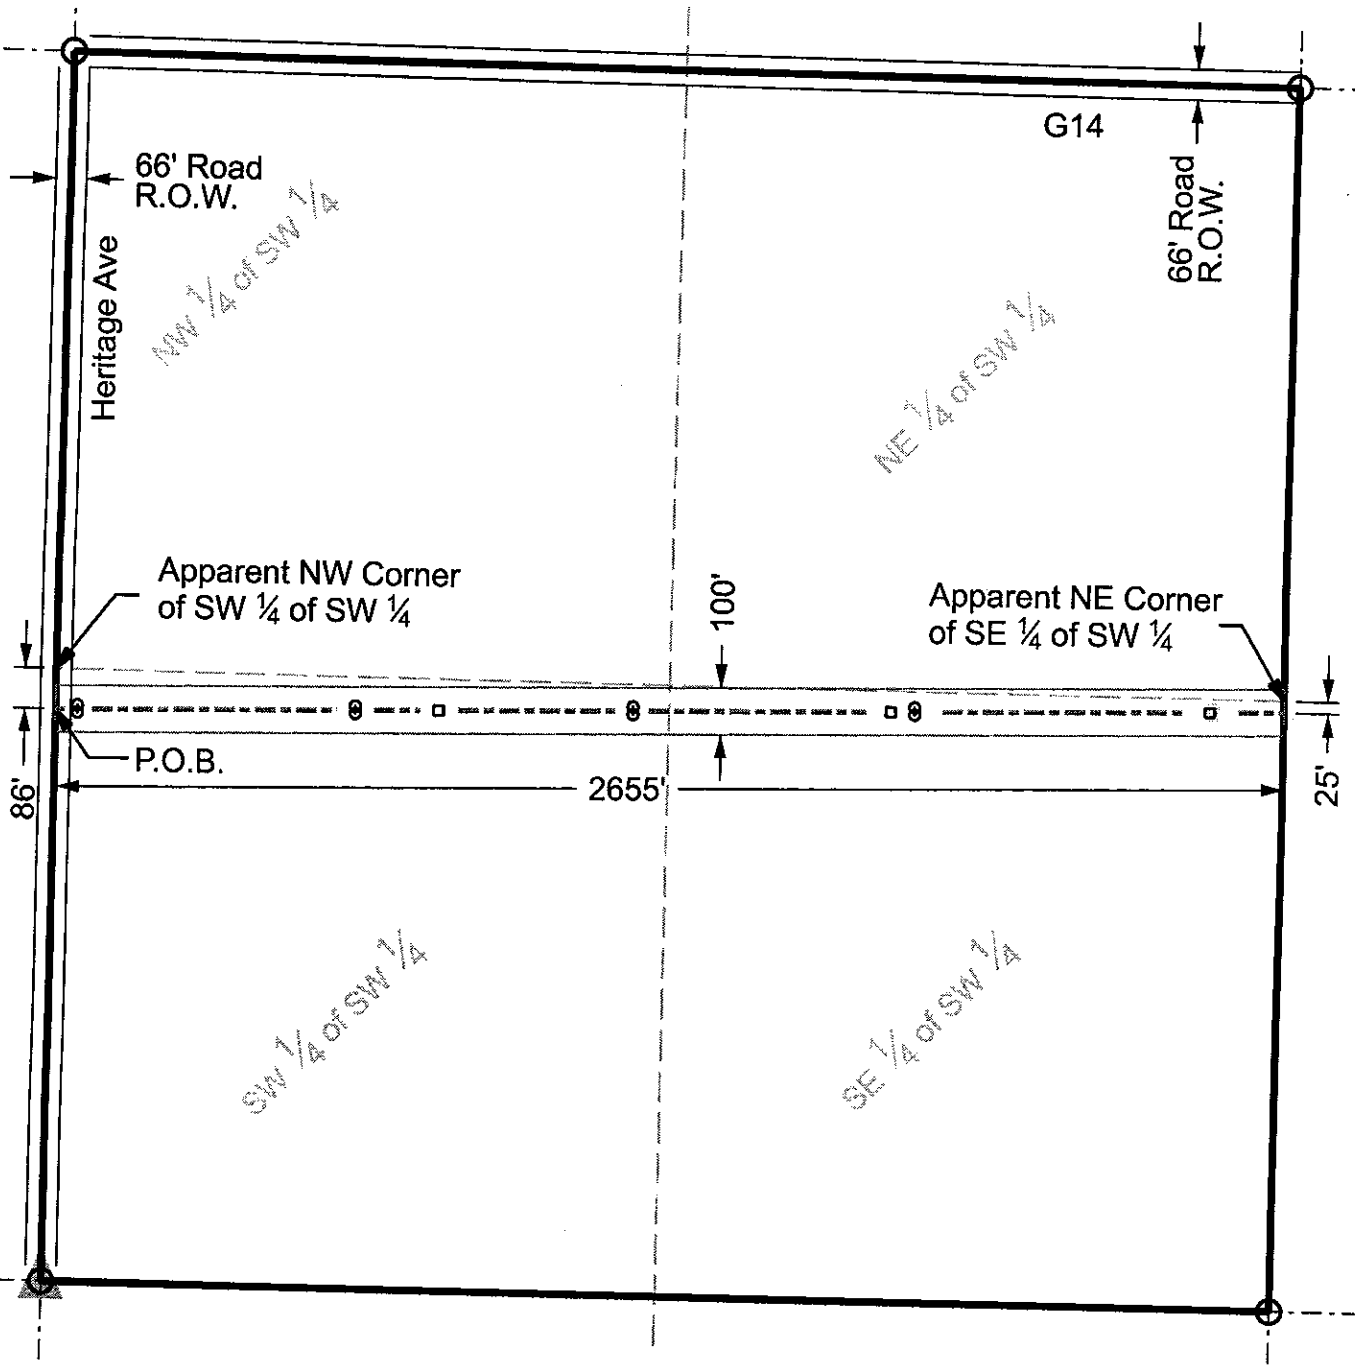 G14
66' Road
R.O.W.
66' Road
R.O.W.
Heritage Ave
NW 1/4 of SW 1/4
NE 1/4 of SW 1/4
Apparent NW Corner
of SW ¼ of SW ¼
100'
Apparent NE Corner
of SE ¼ of SW ¼
P.O.B.
86'
2655'
25'
SW 1/4 of SW 1/4
SE 1/4 of SW 1/4